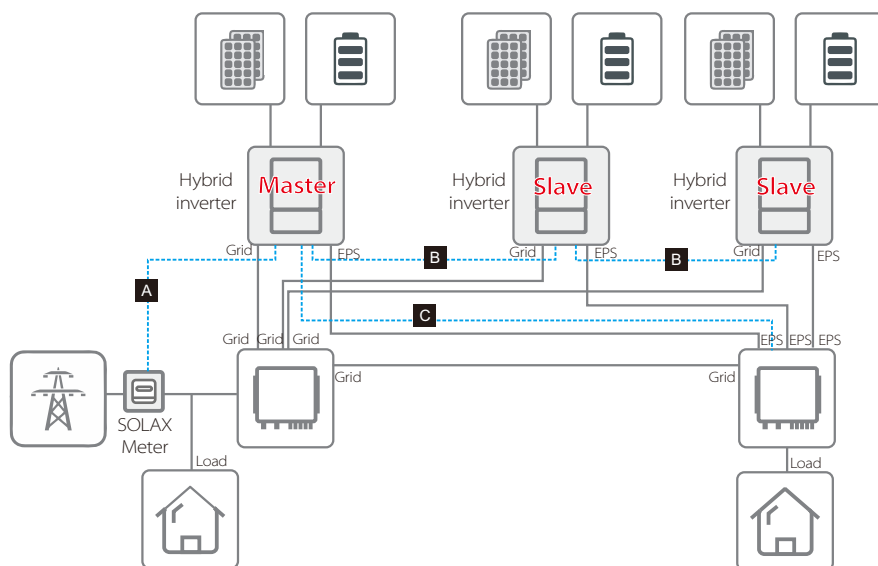 Hybrid
inverter
Master
Hybrid
inverter
Slave
Hybrid
inverter
Slave
Grid
EPS
B
Grid
EPS
B
Grid
EPS
A
C
Grid Grid Grid
EPS EPS EPS
Grid
Grid
SOLAX
Meter
Load
Load